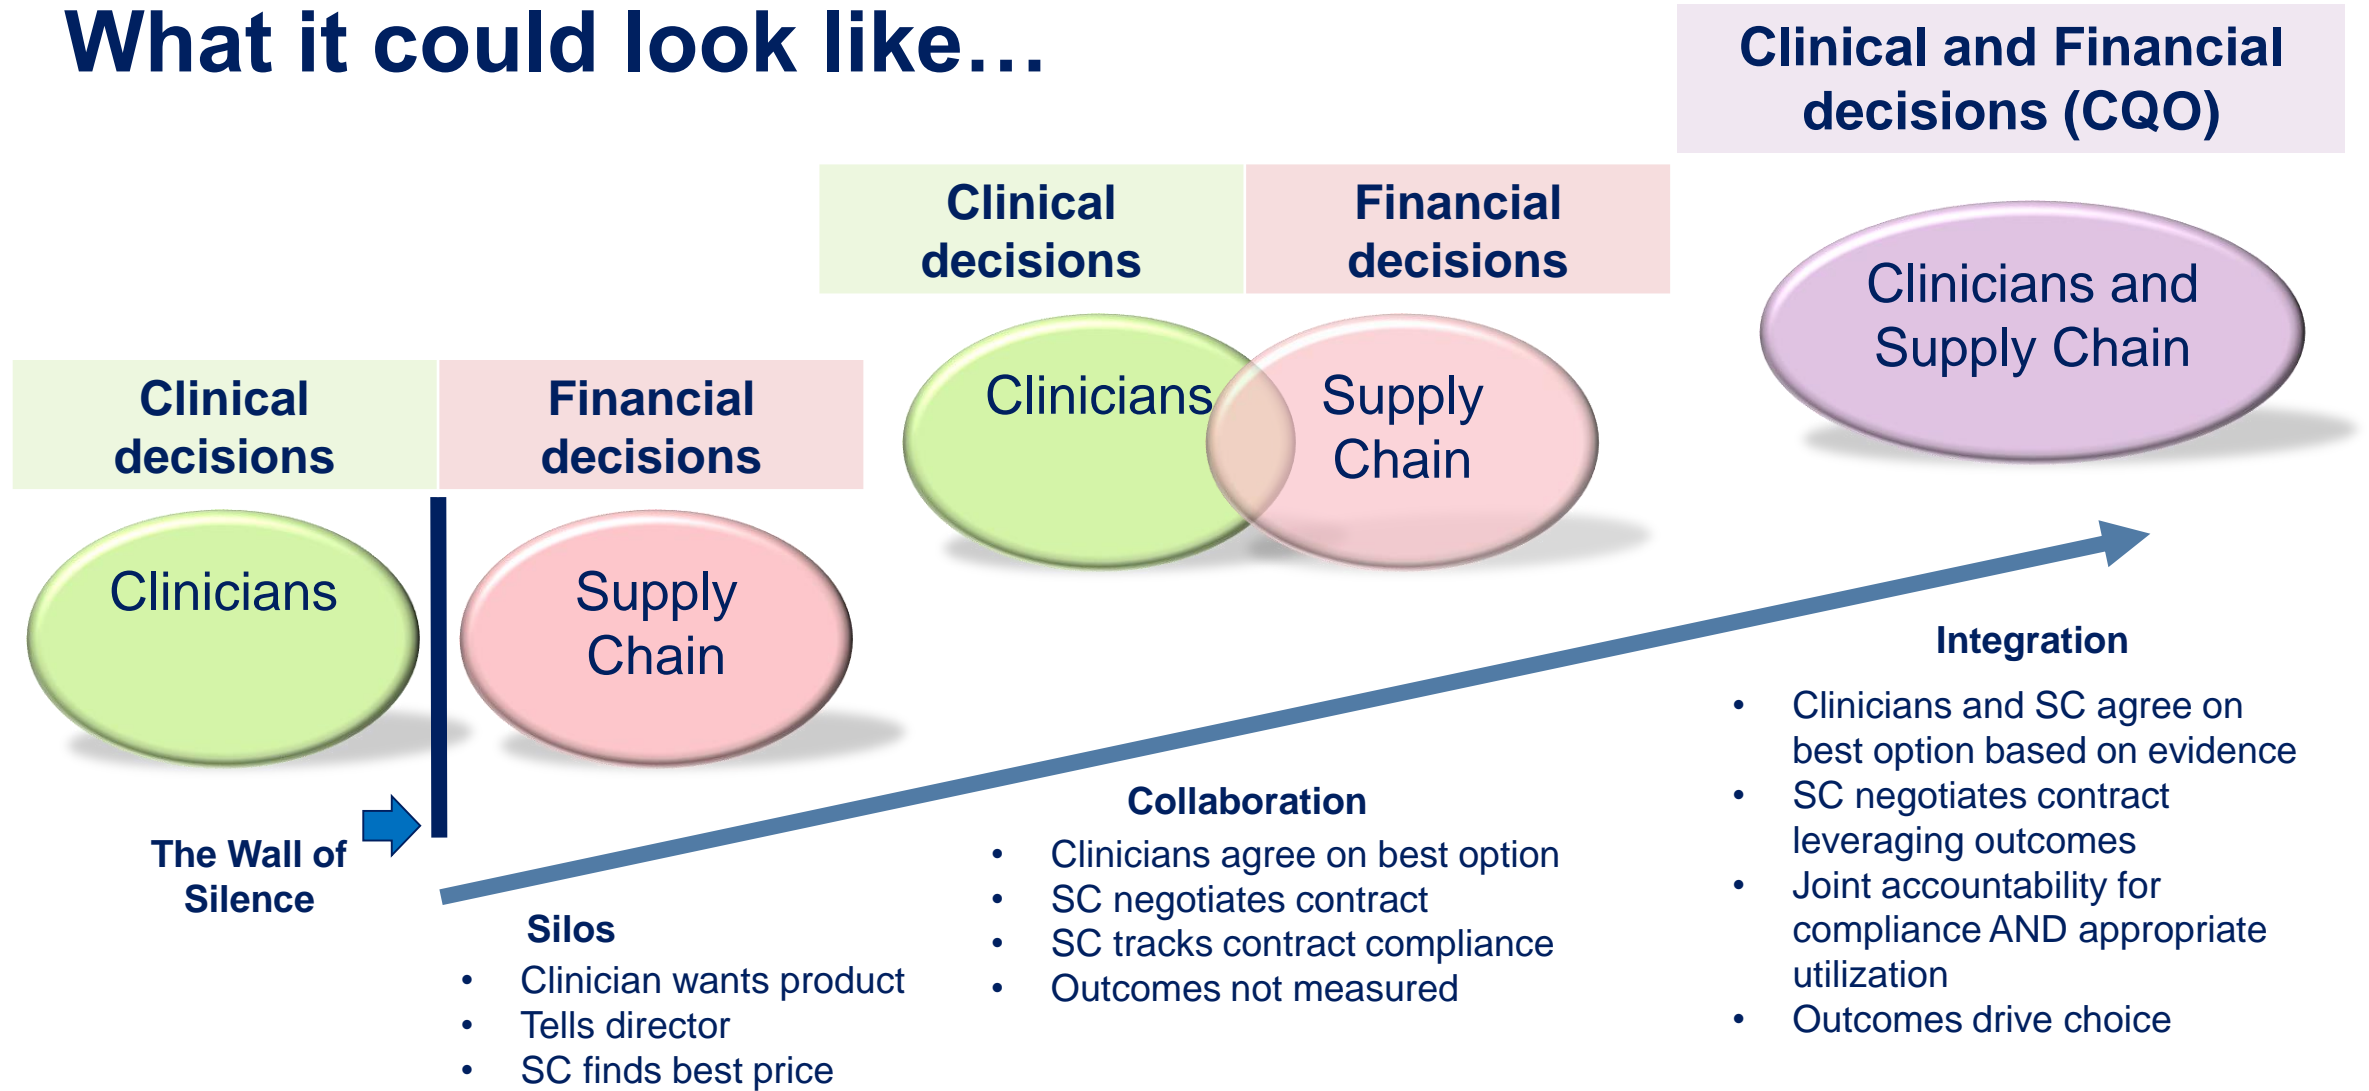 What it could look like…
Clinical and Financial
decisions (CQO)
Clinical
decisions
Financial
decisions
Clinicians and
Supply Chain
Clinicians
Supply
Chain
Clinical
decisions
Financial
decisions
Clinicians
Supply
Chain
The Wall of
Silence
Silos
• Clinician wants product
• Tells director
• SC finds best price
Collaboration
• Clinicians agree on best option
• SC negotiates contract
• SC tracks contract compliance
• Outcomes not measured
Integration
• Clinicians and SC agree on
best option based on evidence
• SC negotiates contract
leveraging outcomes
• Joint accountability for
compliance AND appropriate
utilization
• Outcomes drive choice